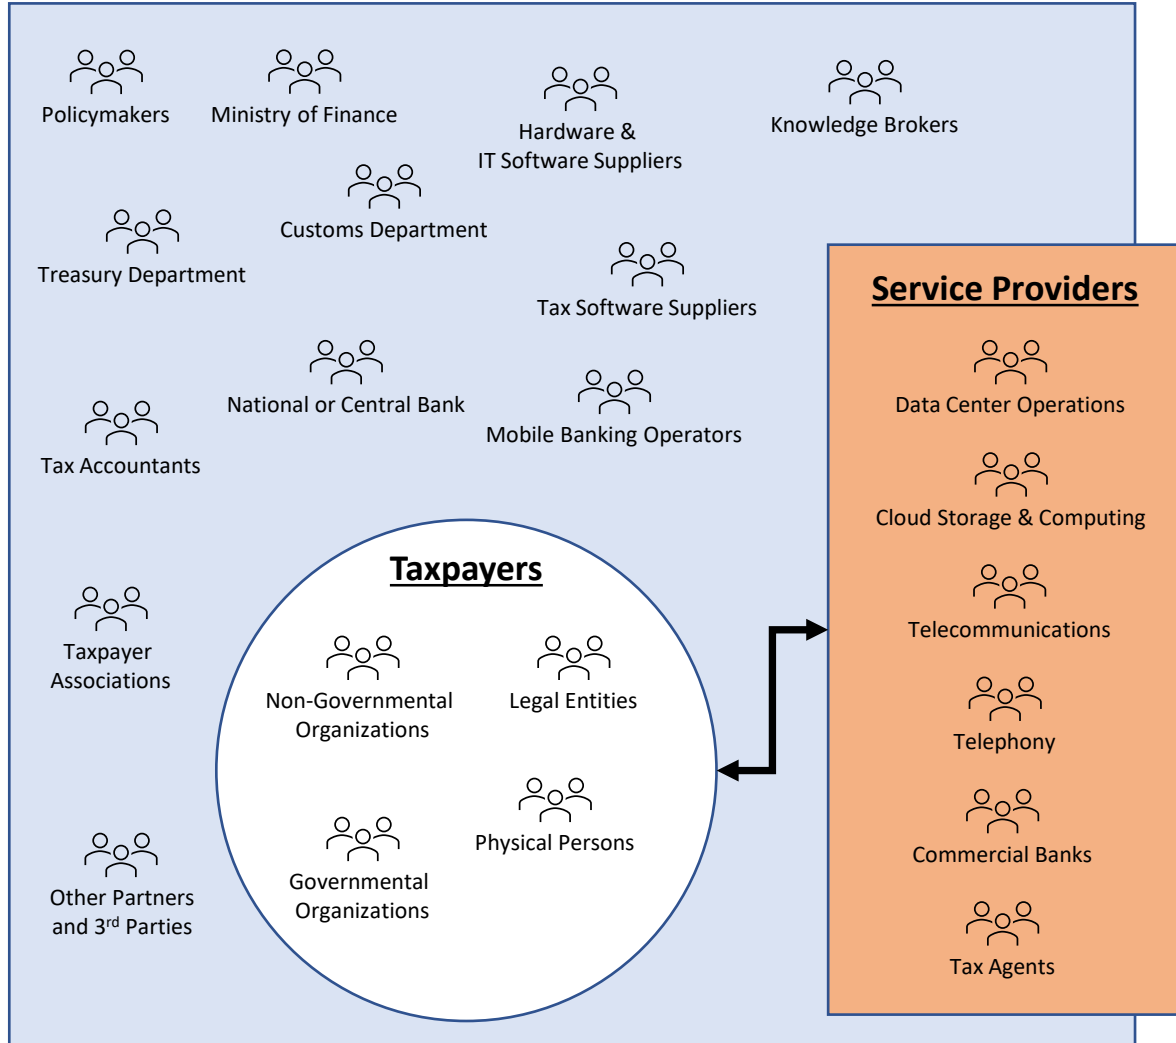 Policymakers
Ministry of Finance
Hardware &
IT Software Suppliers
Knowledge Brokers
Customs Department
Treasury Department
Tax Software Suppliers
National or Central Bank
Mobile Banking Operators
Tax Accountants
Taxpayer
Associations
Other Partners
and 3rd Parties
Taxpayers
Non-Governmental
Organizations
Legal Entities
Physical Persons
Governmental
Organizations
Service Providers
Data Center Operations
Cloud Storage & Computing
Telecommunications
Telephony
Commercial Banks
Tax Agents